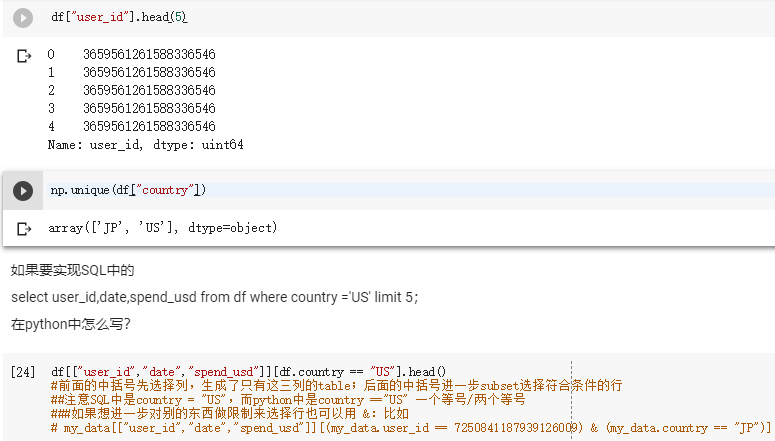 df["user_id"].head(5)
0    3659561261588336546
1    3659561261588336546
2    3659561261588336546
3    3659561261588336546
4    3659561261588336546
Name: user_id, dtype: uint64
np.unique(df["country"])
array(['JP', 'US'], dtype=object)
如果要实现SQL中的
select user_id,date,spend_usd from df where country ='US' limit 5;
在python中怎么写？
[24] df[["user_id","date","spend_usd"]][df.country == "US"].head()
#前面的中括号先选择列，生成了只有这三列的table；后面的中括号进一步subset选择符合条件的行
##注意SQL中是country = "US"，而python中是country =="US" 一个等号/两个等号
###如果想进一步对别的东西做限制来选择行也可以用 &：比如
# my_data[["user_id","date","spend_usd"]][(my_data.user_id == 7250841187939126009) & (my_data.country == "JP")]